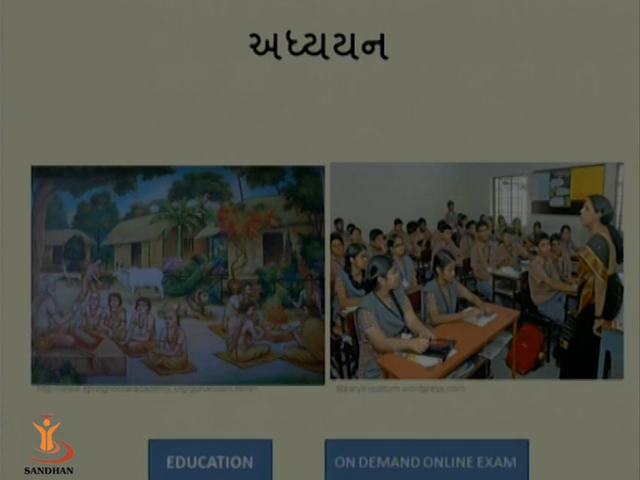 અધ્યયન
EDUCATION
ON DEMAND ONLINE EXAM
SANDHAN